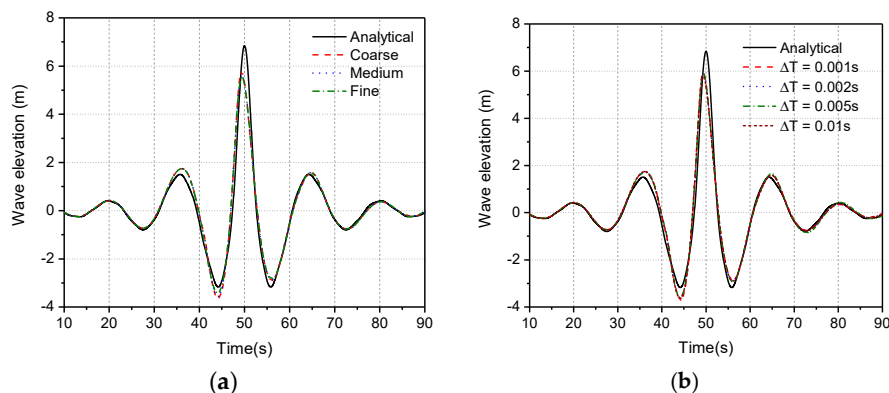 8
6
4
2
0
-2
-4
Wave elevation (m)
Analytical
Coarse
Medium
Fine
10 20 30 40 50 60 70 80 90
Time(s)
(a)
8
6
4
2
0
-2
-4
Wave elevation (m)
Analytical
ΔT = 0.001s
ΔT = 0.002s
ΔT = 0.005s
ΔT = 0.01s
10 20 30 40 50 60 70 80 90
Time(s)
(b)